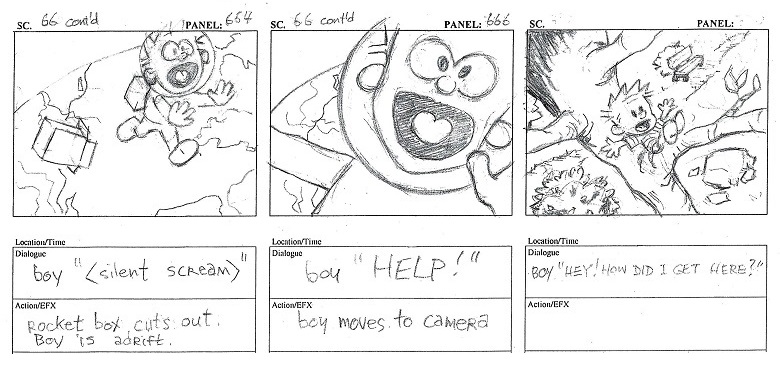 SC. 66 cont'd PANEL: 654
SC. 66 cont'd PANEL: 666
SC. PANEL:
Location/Time
Dialogue
boy "(silent scream)"
Action/EFX
Rocket box cuts out.
Boy is adrift.
Location/Time
Dialogue
boy "HELP!"
Action/EFX
boy moves to camera
Location/Time
Dialogue
BOY "HEY! HOW DID I GET HERE?"
Action/EFX